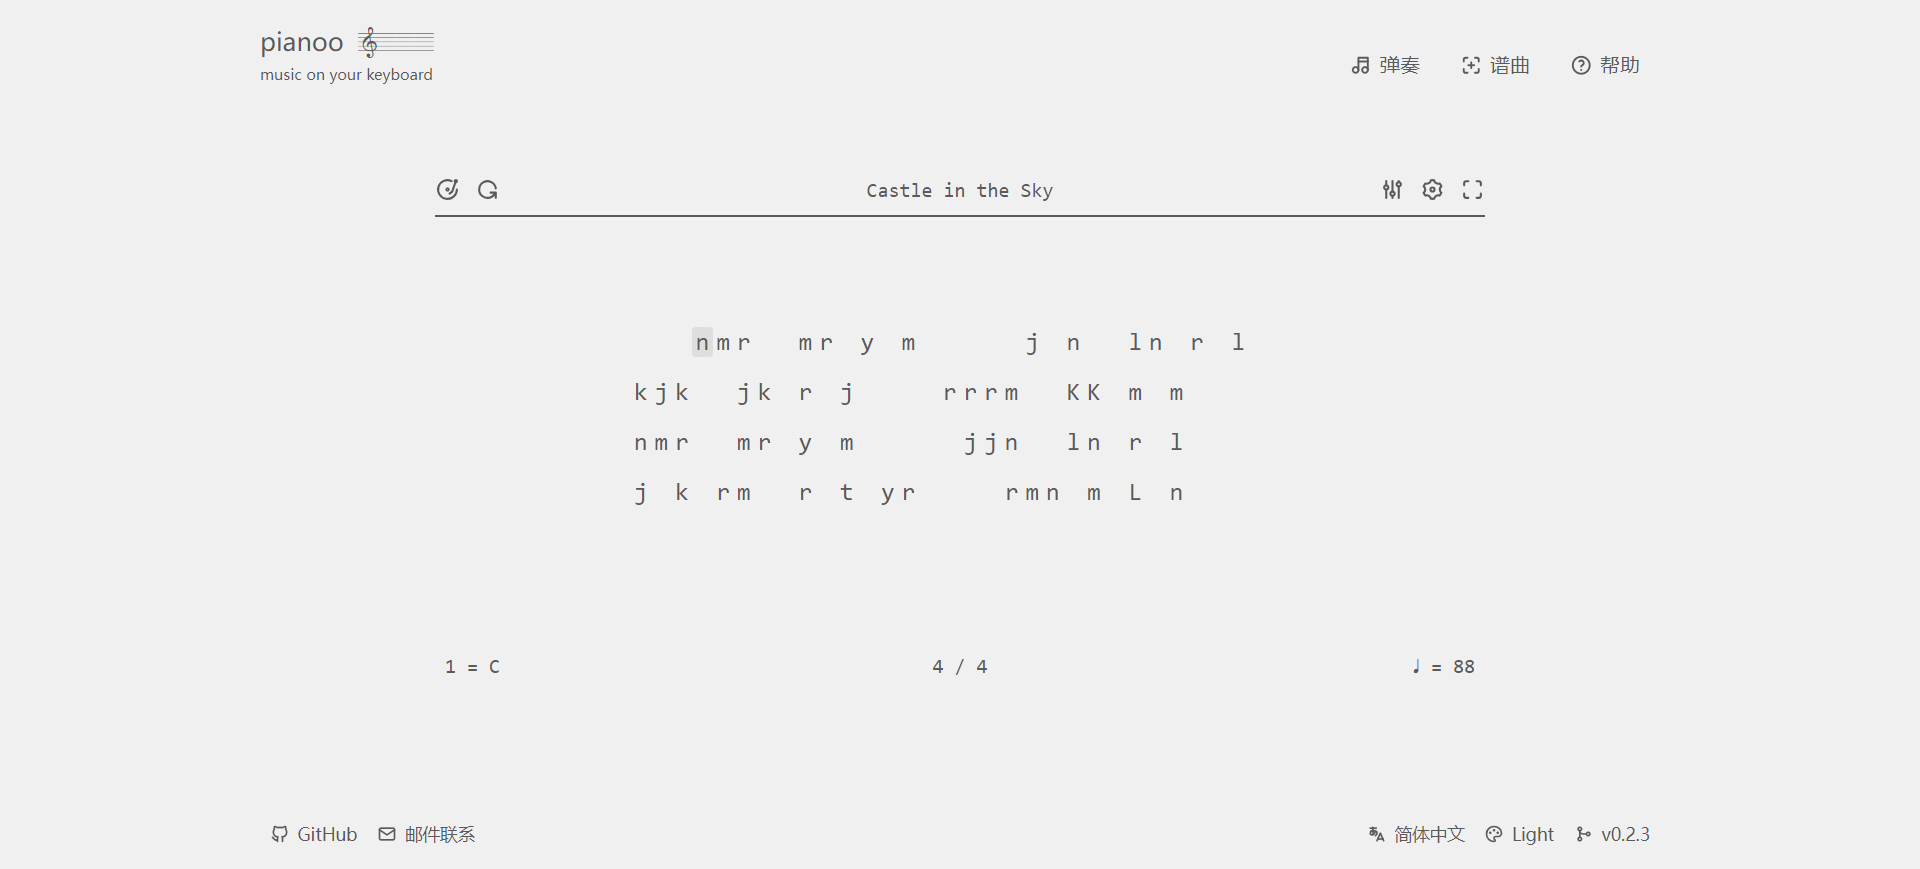 pianoo
music on your keyboard
弹奏 谱曲 帮助
Castle in the Sky
nmr mr y m j n ln r l
kjk jk r j rrrm KK m m
nmr mr y m jjn ln r l
j k rm r t yr rmn m L n
1 = C 4 / 4 ♩ = 88
GitHub 邮件联系 简体中文 Light v0.2.3